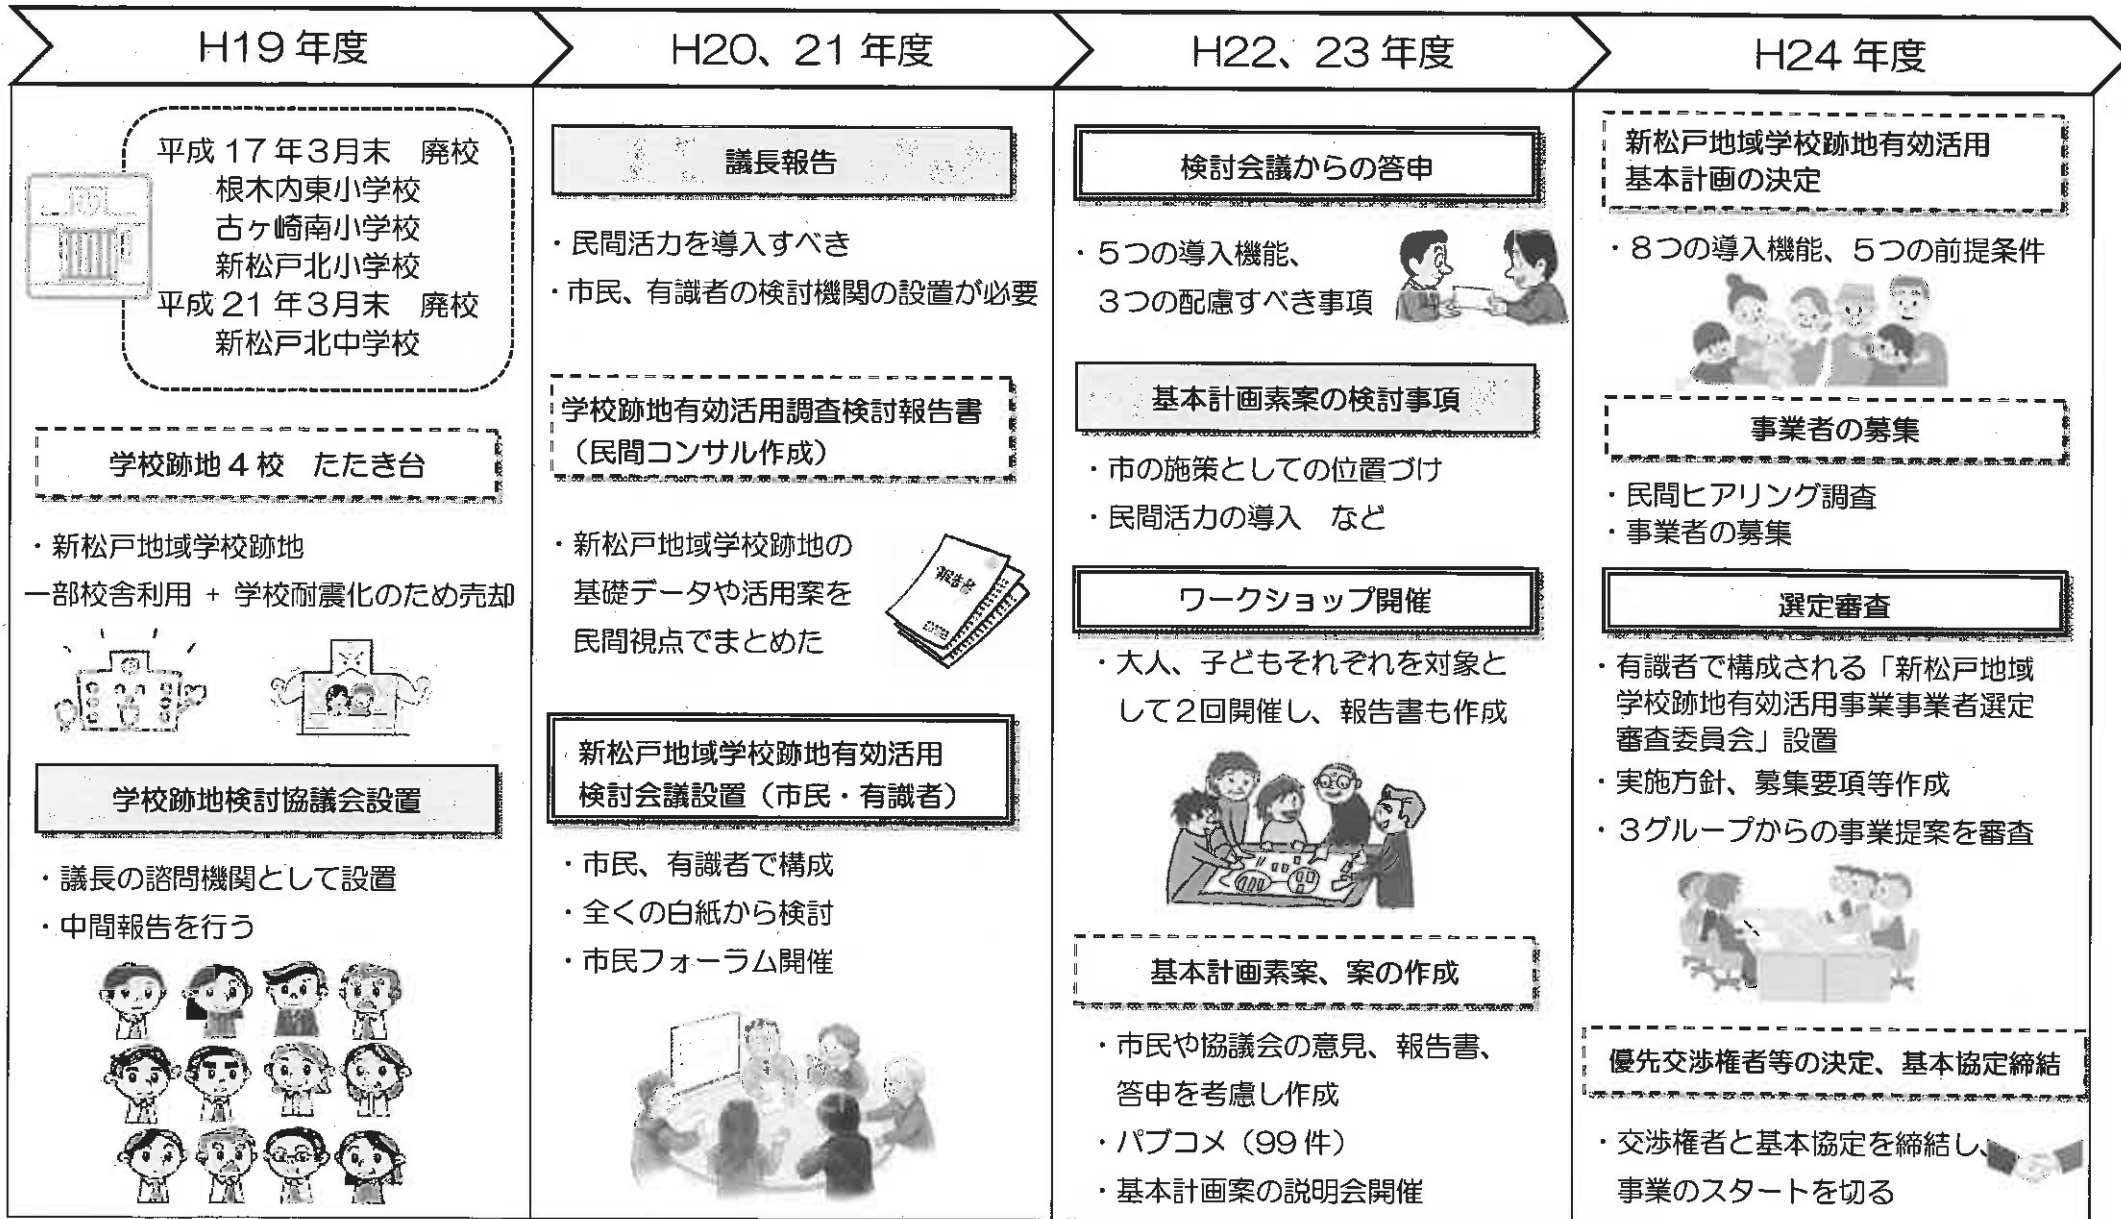 H19年度
平成17年3月末 廃校
根木内東小学校
古ヶ崎南小学校
新松戸北小学校
平成21年3月末 廃校
新松戸北中学校
学校跡地4校 たたき台
・新松戸地域学校跡地
一部校舎利用 + 学校耐震化のため売却
学校跡地検討協議会設置
・議長の諮問機関として設置
・中間報告を行う
H20、21年度
議長報告
・民間活力を導入すべき
・市民、有識者の検討機関の設置が必要
学校跡地有効活用調査検討報告書
（民間コンサル作成）
・新松戸地域学校跡地の
基礎データや活用案を
民間視点でまとめた
報告書
新松戸地域学校跡地有効活用
検討会議設置（市民・有識者）
・市民、有識者で構成
・全くの白紙から検討
・市民フォーラム開催
H22、23年度
検討会議からの答申
・5つの導入機能、
3つの配慮すべき事項
基本計画素案の検討事項
・市の施策としての位置づけ
・民間活力の導入 など
ワークショップ開催
・大人、子どもそれぞれを対象と
して2回開催し、報告書も作成
基本計画素案、案の作成
・市民や協議会の意見、報告書、
答申を考慮し作成
・パブコメ（99件）
・基本計画案の説明会開催
H24年度
新松戸地域学校跡地有効活用
基本計画の決定
・8つの導入機能、5つの前提条件
事業者の募集
・民間ヒアリング調査
・事業者の募集
選定審査
・有識者で構成される「新松戸地域
学校跡地有効活用事業事業者選定
審査委員会」設置
・実施方針、募集要項等作成
・3グループからの事業提案を審査
優先交渉権者等の決定、基本協定締結
・交渉権者と基本協定を締結し、
事業のスタートを切る